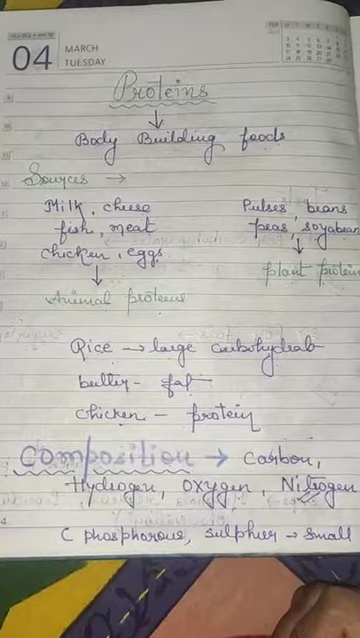 04 MARCH
TUESDAY
Proteins
↓
Body Building foods
Sources →
Milk, cheese
fish, meat
chicken, eggs
↓
Animal proteins
Pulses, beans
peas, soyabean
↓
plant protein
Rice → large carbohydrate
butter - fat
chicken - protein
Composition → Carbon,
Hydrogen, oxygen, Nitrogen
C phosphorous, sulpher → small